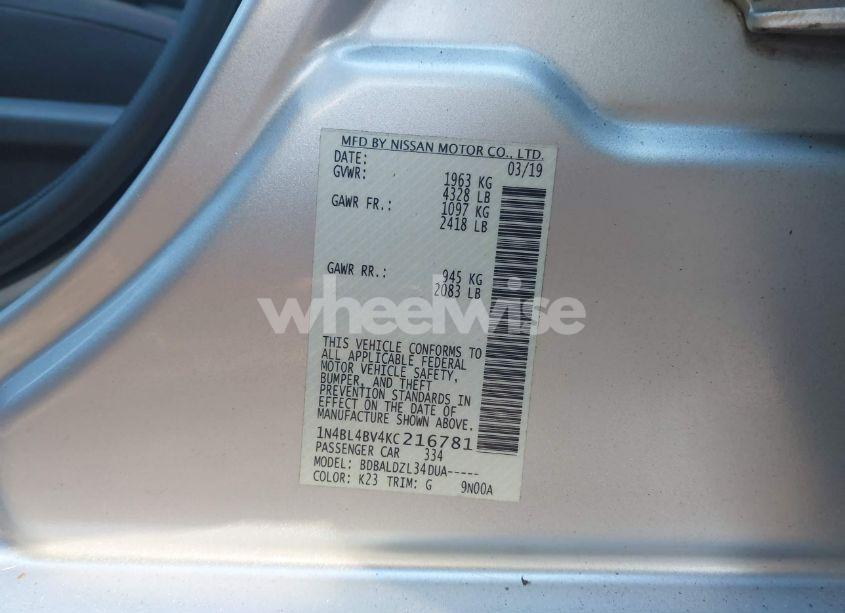 MFD BY NISSAN MOTOR CO., LTD.
DATE: 03/19
GVWR: 1963 KG
4328 LB
GAWR FR.: 1097 KG
2418 LB
GAWR RR.: 945 KG
2083 LB
wheelwise
THIS VEHICLE CONFORMS TO
ALL APPLICABLE FEDERAL
MOTOR VEHICLE SAFETY,
BUMPER, AND THEFT
PREVENTION STANDARDS IN
EFFECT ON THE DATE OF
MANUFACTURE SHOWN ABOVE.
1N4BL4BV4KC216781
PASSENGER CAR 334
MODEL: BDBALDZL34DUA-----
COLOR: K23 TRIM: G 9N00A